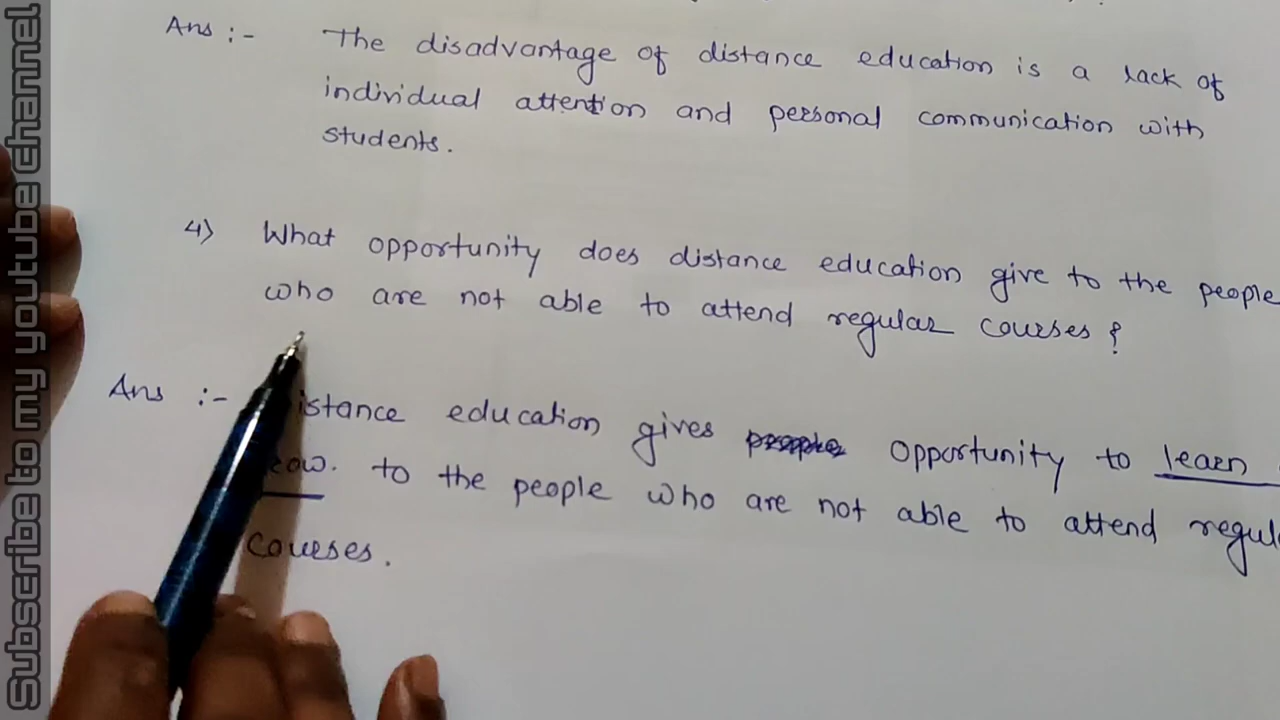 Ans :- The disadvantage of distance education is a lack of
individual attention and personal communication with
students.
4) What opportunity does distance education give to the people
who are not able to attend regular courses ?
Ans :- istance education gives opportunity to learn
to the people who are not able to attend regul
courses.
Subscribe to my youtube channel